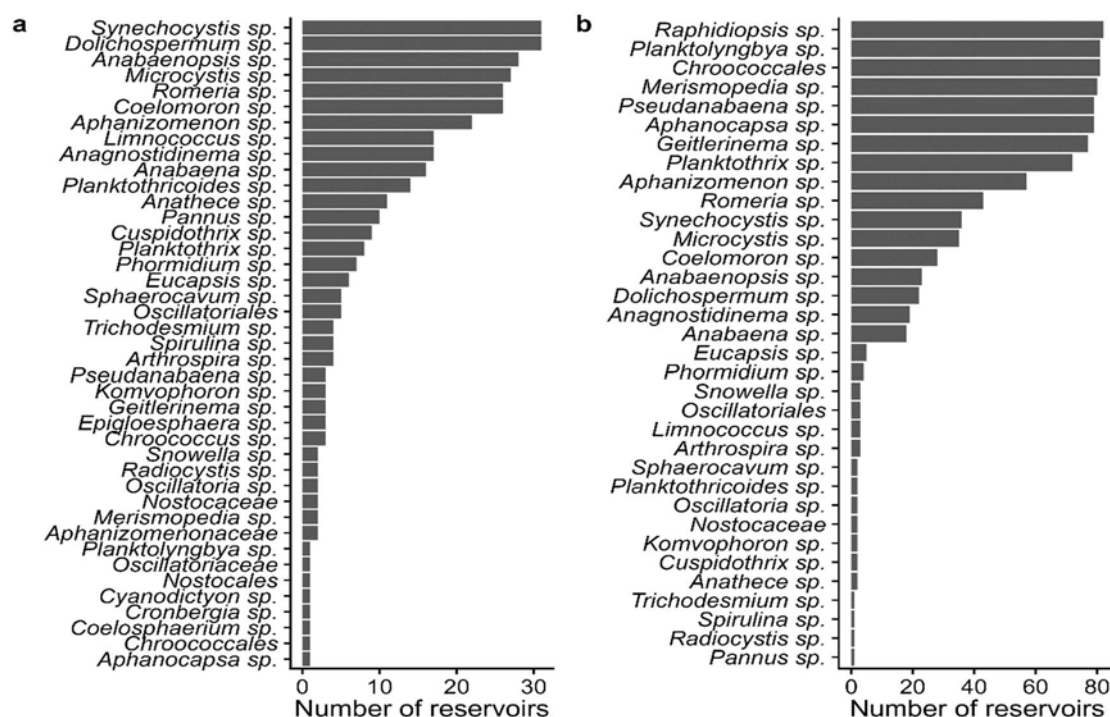 a
Synechocystis sp.
Dolichospermum sp.
Anabaenopsis sp.
Microcystis sp.
Romeria sp.
Coelomoron sp.
Aphanizomenon sp.
Limnococcus sp.
Anagnostidinema sp.
Anabaena sp.
Planktothricoides sp.
Anathece sp.
Pannus sp.
Cuspidothrix sp.
Planktothrix sp.
Phormidium sp.
Eucapsis sp.
Sphaerocavum sp.
Oscillatoriales
Trichodesmium sp.
Spirulina sp.
Arthrospira sp.
Pseudanabaena sp.
Komvophoron sp.
Geitlerinema sp.
Epigloesphaera sp.
Chroococcus sp.
Snowella sp.
Radiocystis sp.
Oscillatoria sp.
Nostocaceae
Merismopedia sp.
Aphanizomenonaceae
Planktolyngbya sp.
Oscillatoriaceae
Nostocales
Cyanodictyon sp.
Cronbergia sp.
Coelosphaerium sp.
Chroococcales
Aphanocapsa sp.
0 10 20 30
Number of reservoirs
b
Raphidiopsis sp.
Planktolyngbya sp.
Chroococcales
Merismopedia sp.
Pseudanabaena sp.
Aphanocapsa sp.
Geitlerinema sp.
Planktothrix sp.
Aphanizomenon sp.
Romeria sp.
Synechocystis sp.
Microcystis sp.
Coelomoron sp.
Anabaenopsis sp.
Dolichospermum sp.
Anagnostidinema sp.
Anabaena sp.
Eucapsis sp.
Phormidium sp.
Snowella sp.
Oscillatoriales
Limnococcus sp.
Arthrospira sp.
Sphaerocavum sp.
Planktothricoides sp.
Oscillatoria sp.
Nostocaceae
Komvophoron sp.
Cuspidothrix sp.
Anathece sp.
Trichodesmium sp.
Spirulina sp.
Radiocystis sp.
Pannus sp.
0 20 40 60 80
Number of reservoirs